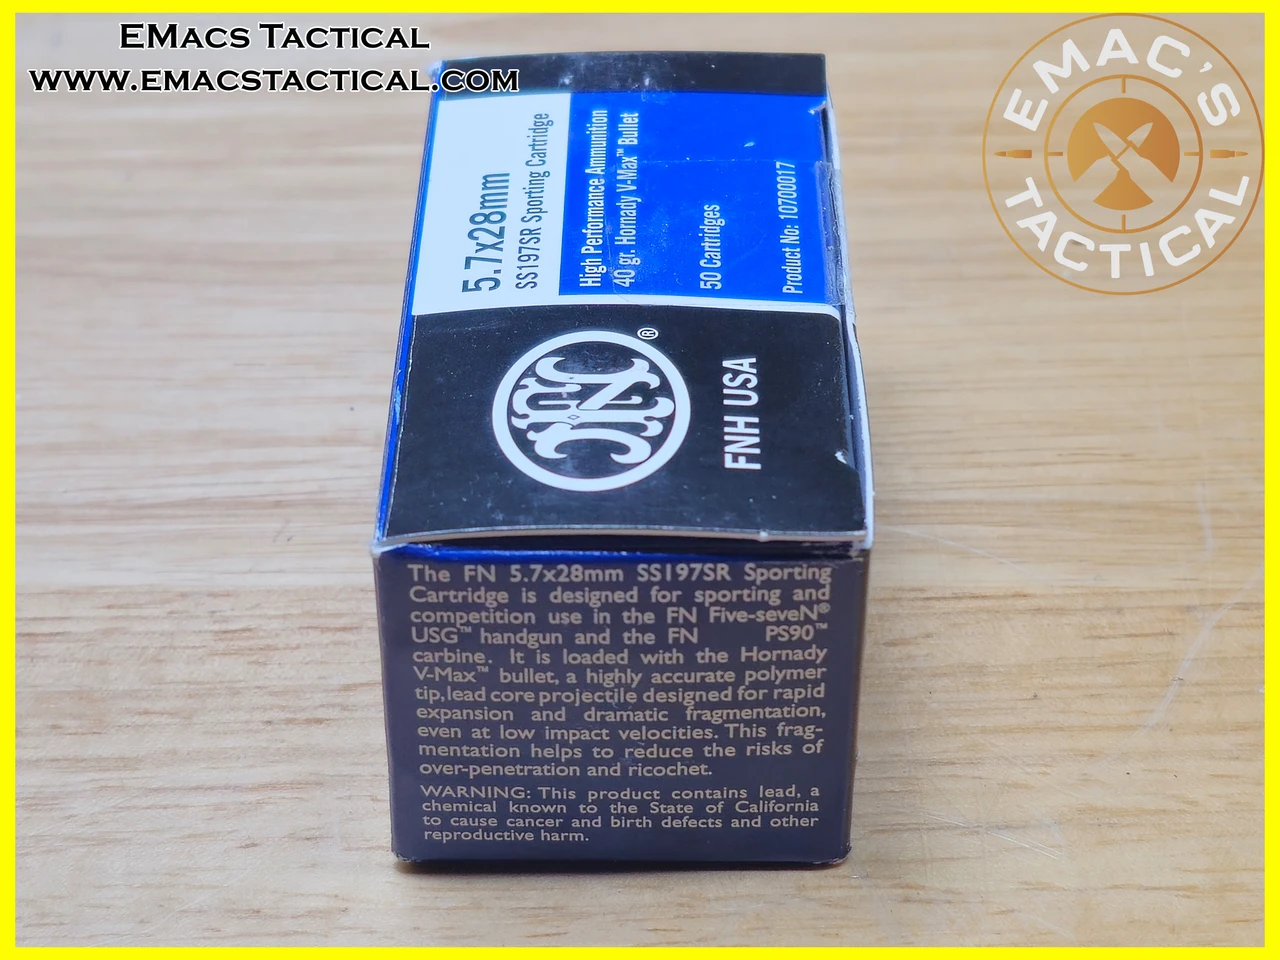 EMacs Tactical
www.emacstactical.com
EMAC'S
TACTICAL
5.7x28mm
SS197SR Sporting Cartridge
High Performance Ammunition
40 gr. Hornady V-Max™ Bullet
50 Cartridges
Product No: 10700017
FN®
FNH USA
The FN 5.7x28mm SS197SR Sporting
Cartridge is designed for sporting and
competition use in the FN Five-seveN®
USG™ handgun and the FN PS90™
carbine. It is loaded with the Hornady
V-Max™ bullet, a highly accurate polymer
tip, lead core projectile designed for rapid
expansion and dramatic fragmentation,
even at low impact velocities. This frag-
mentation helps to reduce the risks of
over-penetration and ricochet.
WARNING: This product contains lead, a
chemical known to the State of California
to cause cancer and birth defects and other
reproductive harm.